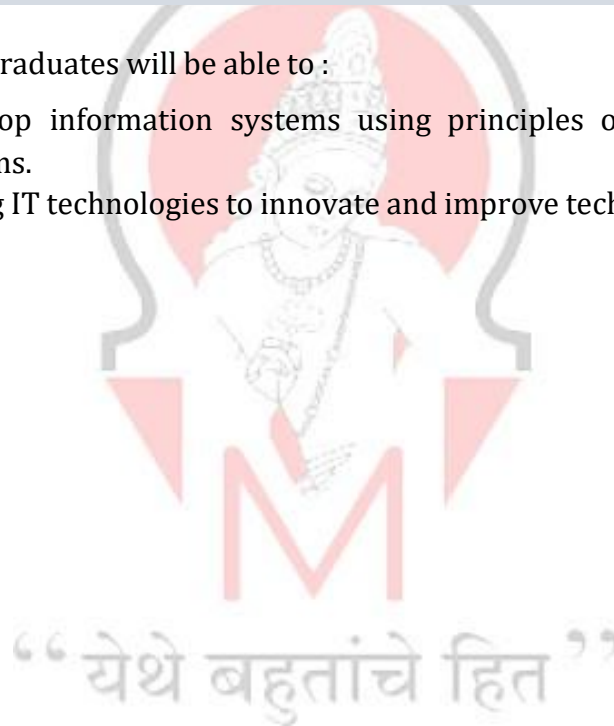 raduates will be able to :
op information systems using principles o
ns.
g IT technologies to innovate and improve tech
M
“येथे बहुतांचे हित”